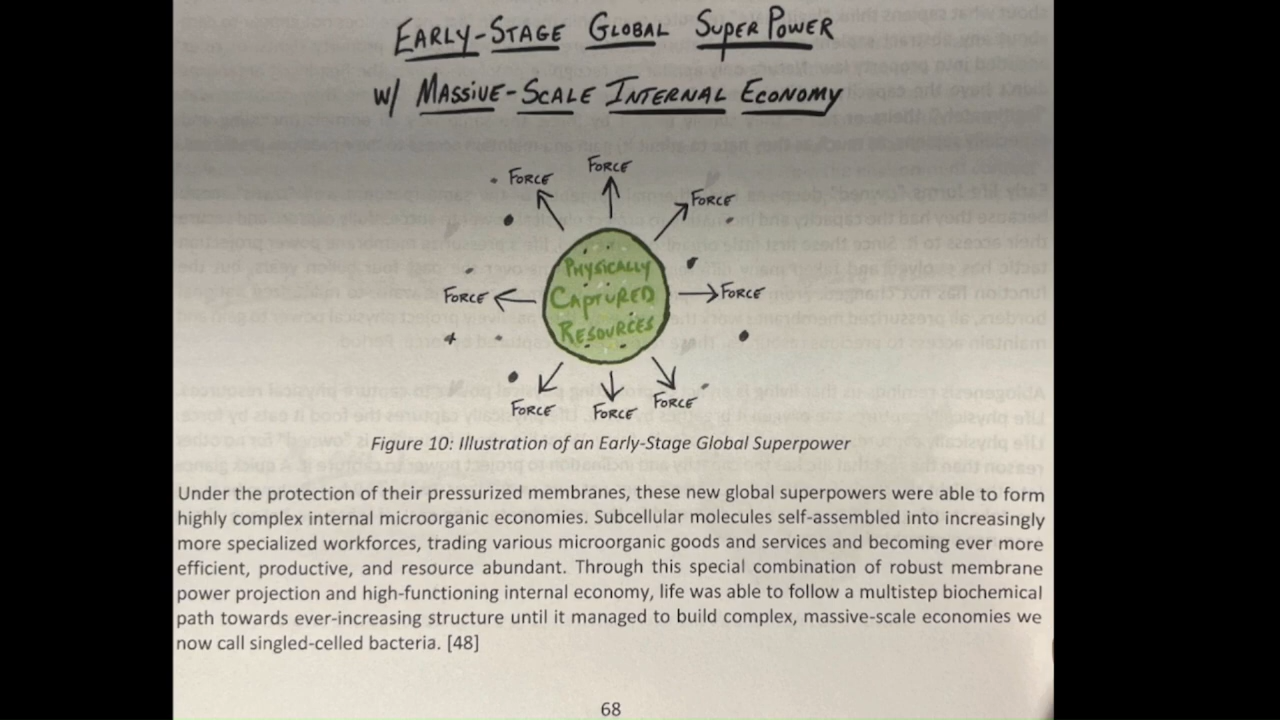 EARLY-STAGE GLOBAL SUPERPOWER
W/ MASSIVE-SCALE INTERNAL ECONOMY
FORCE
FORCE
FORCE
PHYSICALLY
CAPTURED
RESOURCES
FORCE
FORCE
FORCE
FORCE
FORCE
Figure 10: Illustration of an Early-Stage Global Superpower
Under the protection of their pressurized membranes, these new global superpowers were able to form
highly complex internal microorganic economies. Subcellular molecules self-assembled into increasingly
more specialized workforces, trading various microorganic goods and services and becoming ever more
efficient, productive, and resource abundant. Through this special combination of robust membrane
power projection and high-functioning internal economy, life was able to follow a multistep biochemical
path towards ever-increasing structure until it managed to build complex, massive-scale economies we
now call singled-celled bacteria. [48]
68